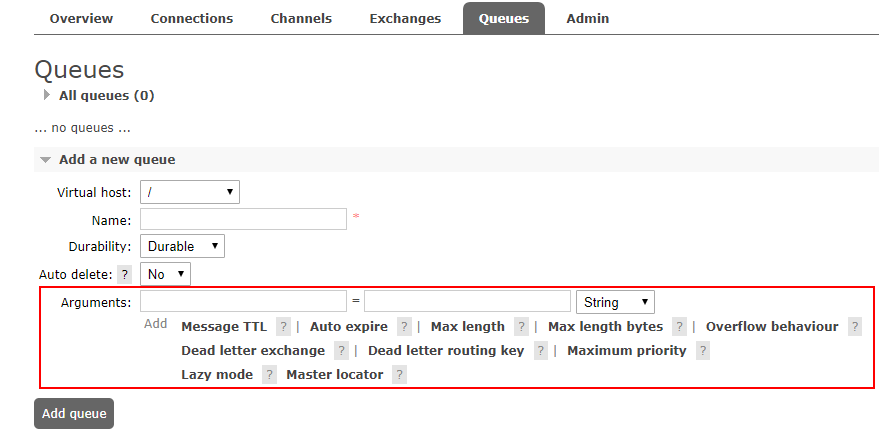 Overview Connections Channels Exchanges Queues Admin
Queues
All queues (0)
... no queues ...
Add a new queue
Virtual host: /
Name: *
Durability: Durable
Auto delete: ? No
Arguments: = String
Add Message TTL ? | Auto expire ? | Max length ? | Max length bytes ? | Overflow behaviour ?
Dead letter exchange ? | Dead letter routing key ? | Maximum priority ?
Lazy mode ? Master locator ?
Add queue